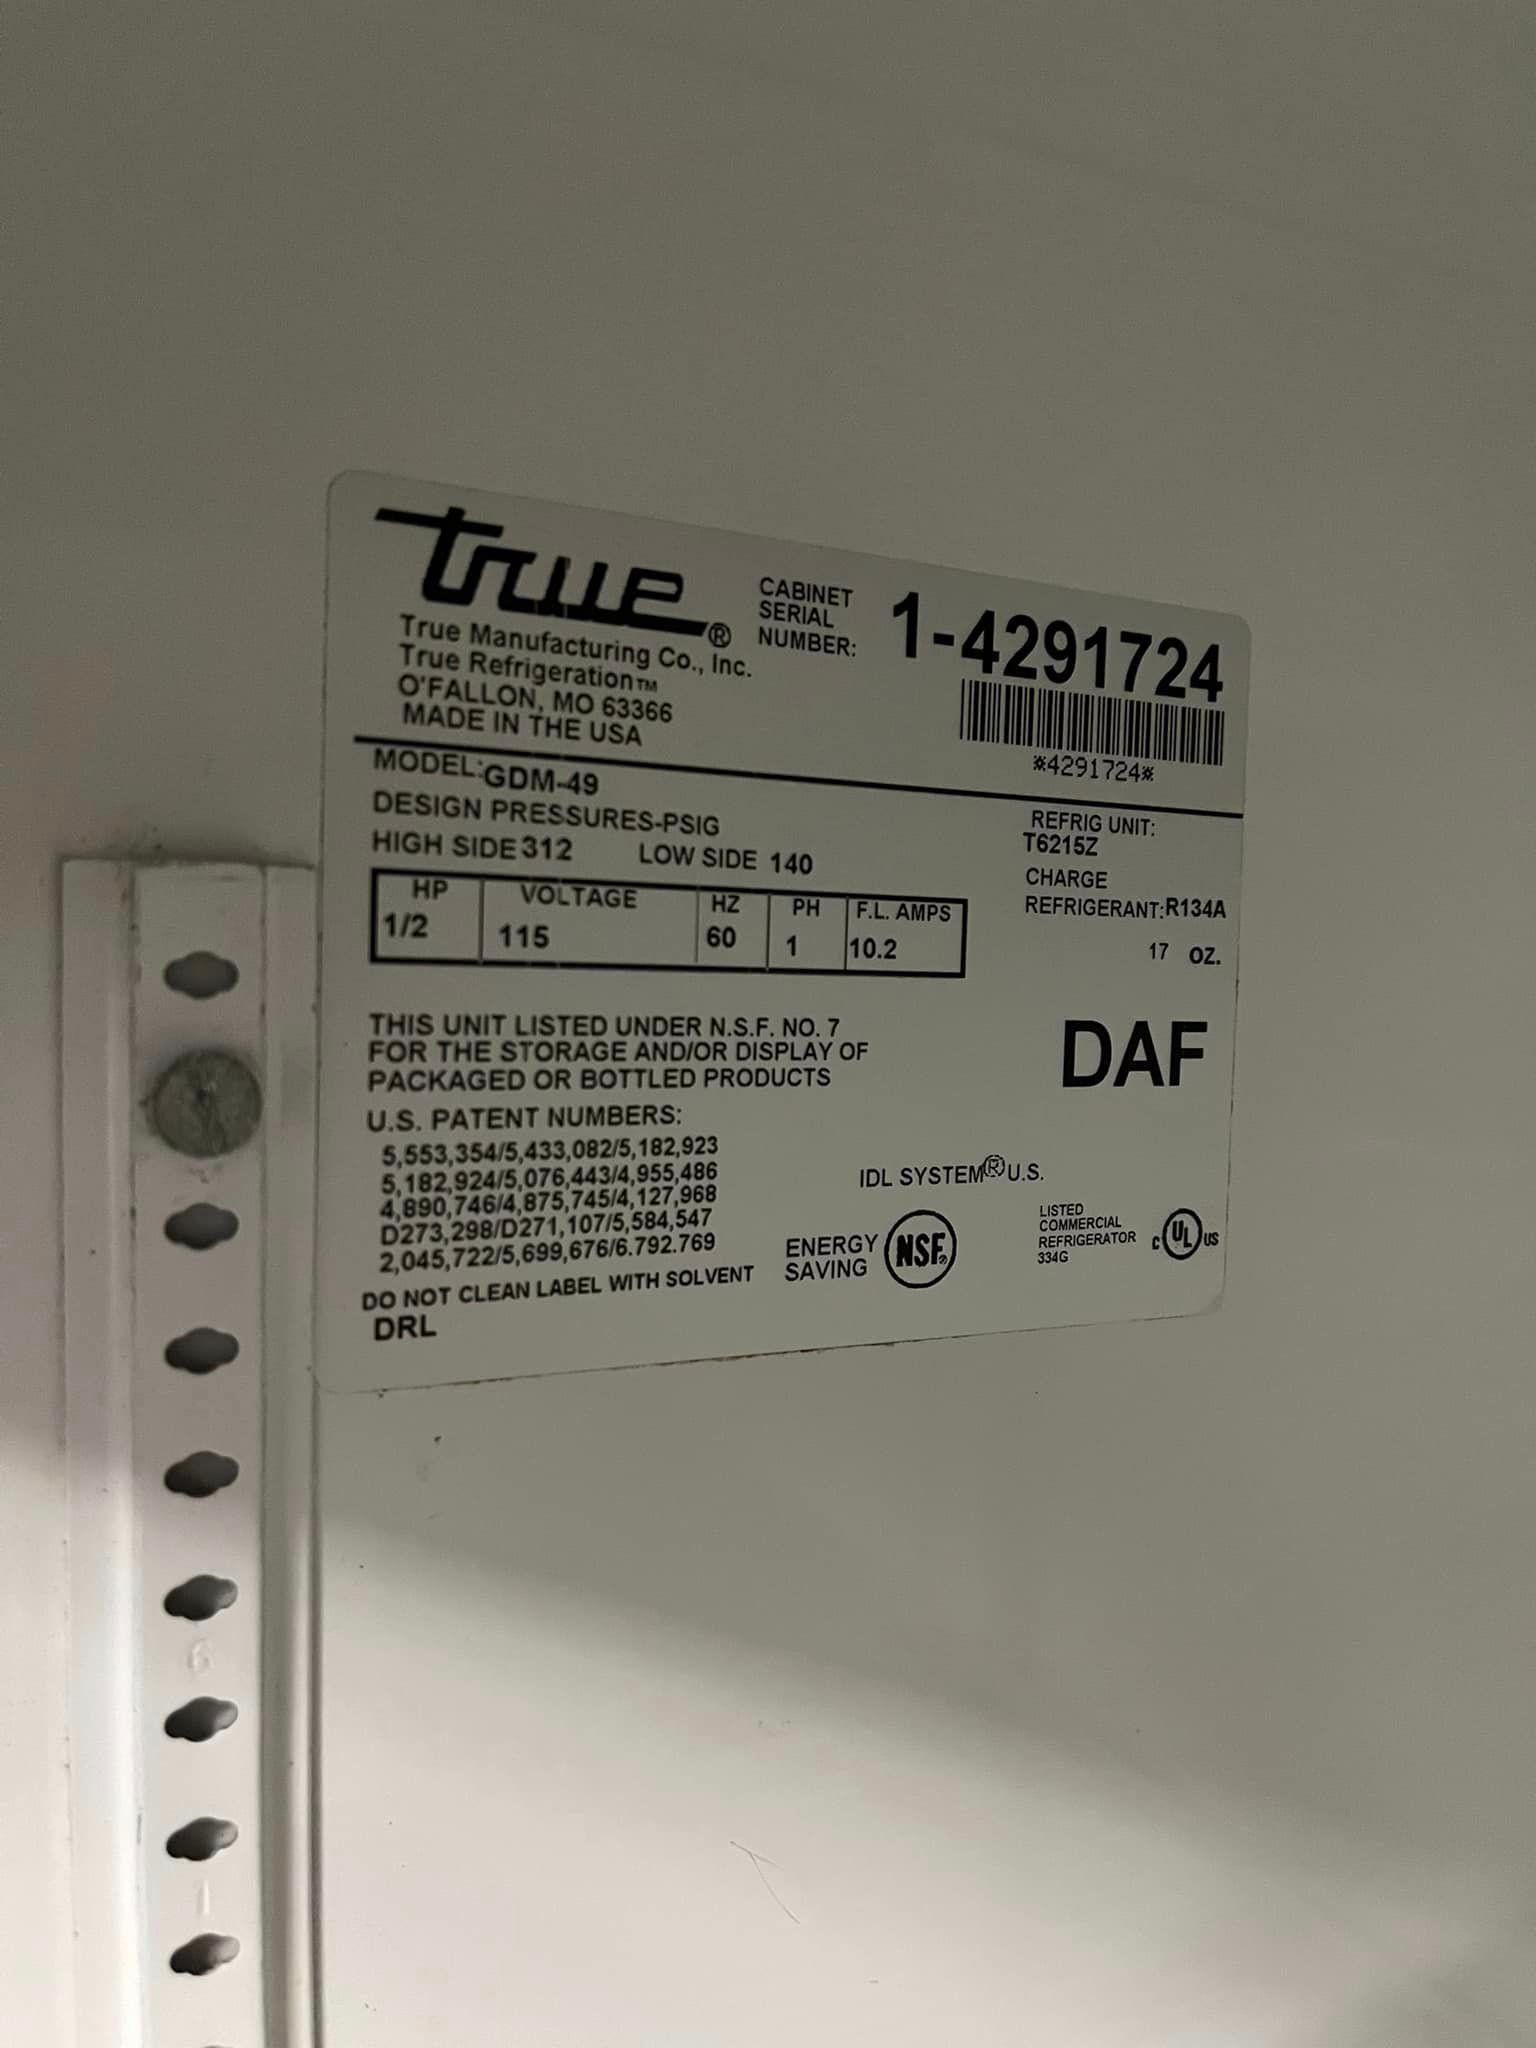 true®
True Manufacturing Co., Inc.
True Refrigeration™
O'FALLON, MO 63366
MADE IN THE USA
CABINET
SERIAL
NUMBER:
1-4291724
*4291724*
MODEL:GDM-49
DESIGN PRESSURES-PSIG
HIGH SIDE 312 LOW SIDE 140
REFRIG UNIT:
T6215Z
CHARGE
REFRIGERANT:R134A
17 OZ.
HP VOLTAGE HZ PH F.L. AMPS
1/2 115 60 1 10.2
THIS UNIT LISTED UNDER N.S.F. NO. 7
FOR THE STORAGE AND/OR DISPLAY OF
PACKAGED OR BOTTLED PRODUCTS
DAF
U.S. PATENT NUMBERS:
5,553,354/5,433,082/5,182,923
5,182,924/5,076,443/4,955,486
4,890,746/4,875,745/4,127,968
D273,298/D271,107/5,584,547
2,045,722/5,699,676/6.792.769
IDL SYSTEM® U.S.
ENERGY
SAVING
NSF®
LISTED
COMMERCIAL
REFRIGERATOR
334G
C UL US
DO NOT CLEAN LABEL WITH SOLVENT
DRL
6
1